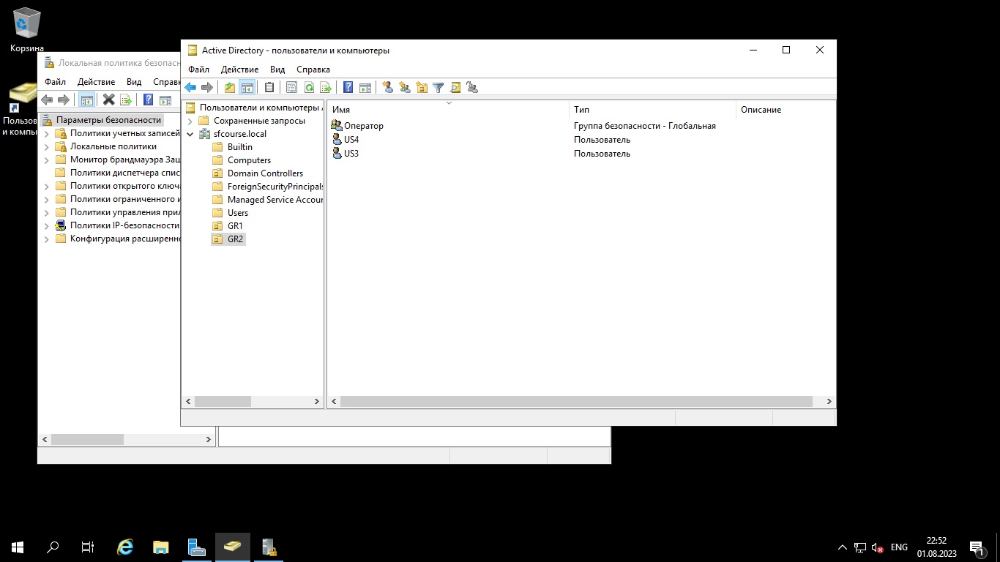 Корзина
Пользов
и компь
Локальная политика безопасн
Файл Действие Вид Справк
Параметры безопасности
Политики учетных записей
Локальные политики
Монитор брандмауэра Защ
Политики диспетчера спис
Политики открытого ключа
Политики ограниченного и
Политики управления прил
Политики IP-безопасности
Конфигурация расширенно
Active Directory - пользователи и компьютеры
Файл Действие Вид Справка
Пользователи и компьютеры A
Сохраненные запросы
sfcourse.local
Builtin
Computers
Domain Controllers
ForeignSecurityPrincipals
Managed Service Accoun
Users
GR1
GR2
Имя Тип Описание
Оператор Группа безопасности - Глобальная
US4 Пользователь
US3 Пользователь
ENG
22:52
01.08.2023
1